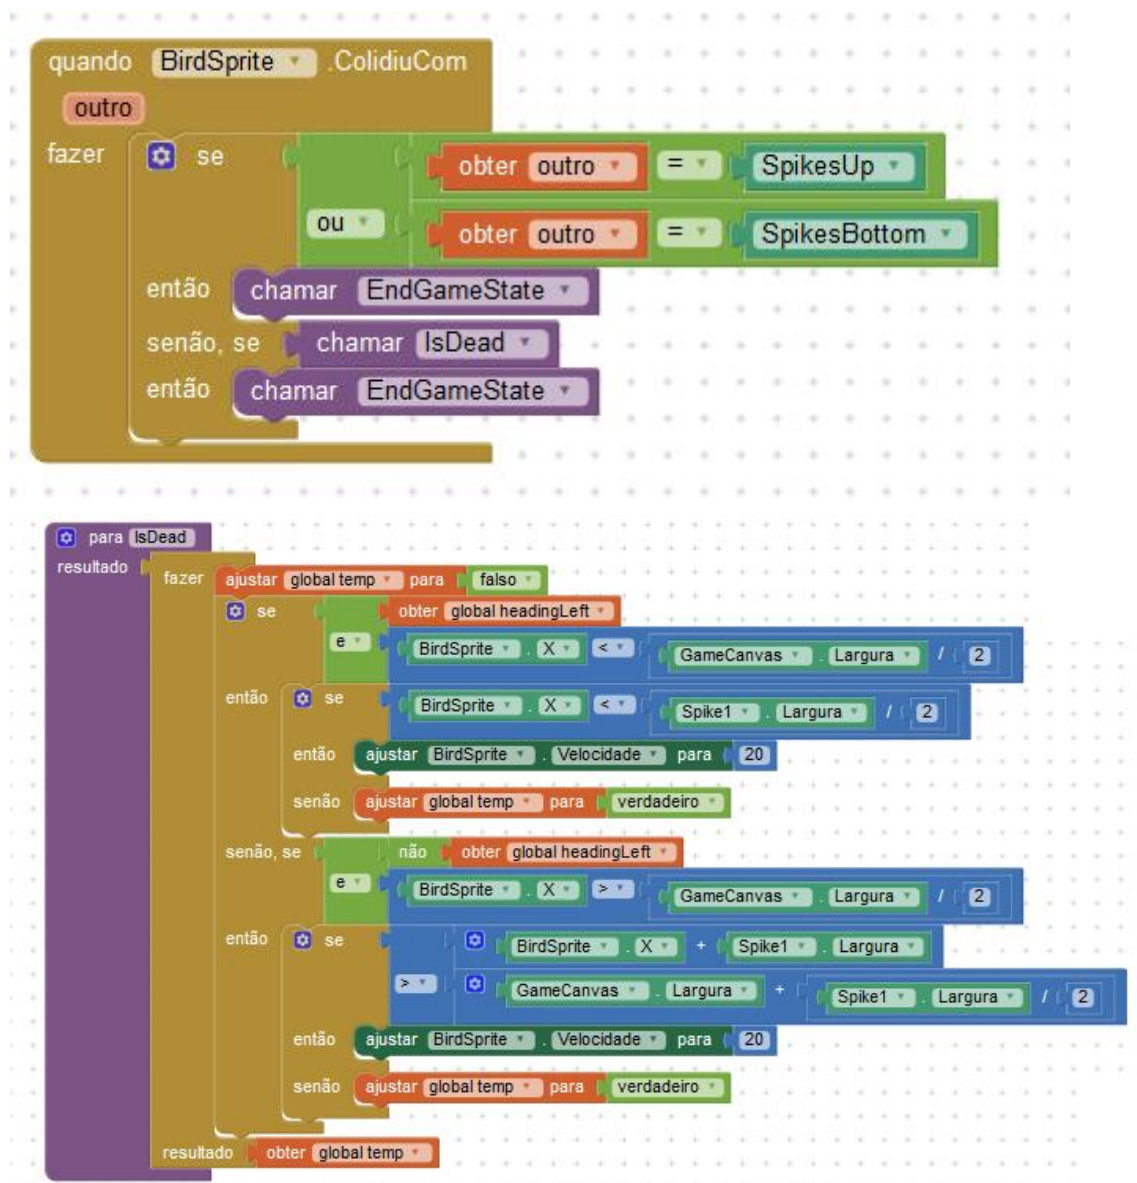 quando BirdSprite .ColidiuCom
outro
fazer se obter outro = SpikesUp
ou
obter outro = SpikesBottom
então chamar EndGameState
senão, se chamar IsDead
então chamar EndGameState
para IsDead
resultado fazer ajustar global temp para falso
se obter global headingLeft
e BirdSprite . X < GameCanvas . Largura / 2
então se BirdSprite . X < Spike1 . Largura / 2
então ajustar BirdSprite . Velocidade para 20
senão ajustar global temp para verdadeiro
senão, se não obter global headingLeft
e BirdSprite . X > GameCanvas . Largura / 2
então se BirdSprite . X + Spike1 . Largura
> GameCanvas . Largura + Spike1 . Largura / 2
então ajustar BirdSprite . Velocidade para 20
senão ajustar global temp para verdadeiro
resultado obter global temp